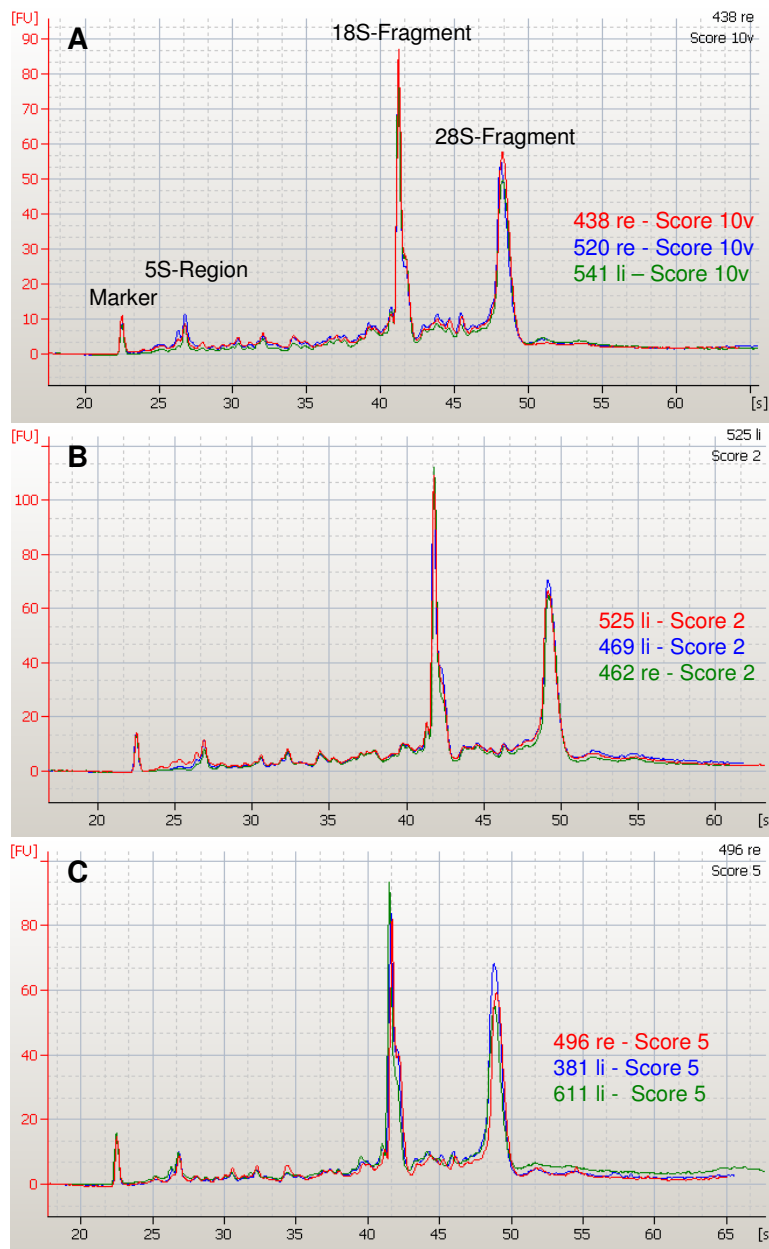 [FU]
A
438 re
Score 10v
18S-Fragment
28S-Fragment
438 re - Score 10v
520 re - Score 10v
541 li – Score 10v
5S-Region
Marker
90
80
70
60
50
40
30
20
10
0
20 25 30 35 40 45 50 55 60 [s]
[FU]
B
525 li
Score 2
525 li - Score 2
469 li - Score 2
462 re - Score 2
100
80
60
40
20
0
20 25 30 35 40 45 50 55 60 [s
[FU]
C
496 re
Score 5
496 re - Score 5
381 li - Score 5
611 li - Score 5
80
60
40
20
0
20 25 30 35 40 45 50 55 60 65 [s